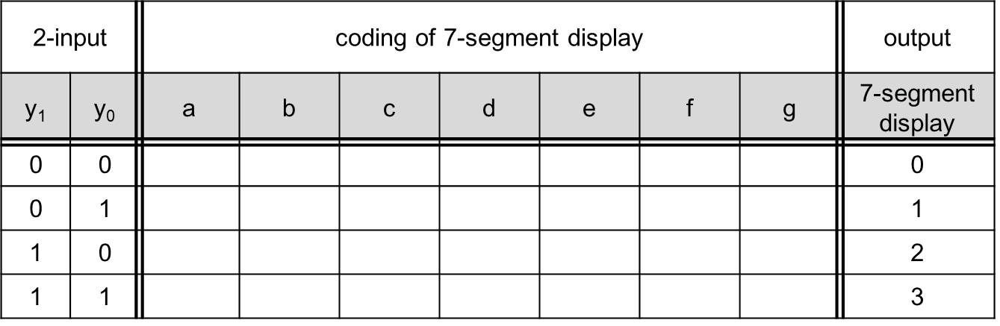 2-input coding of 7-segment display output
y₁ y₀ a b c d e f g 7-segment
display
0 0 0
0 1 1
1 0 2
1 1 3